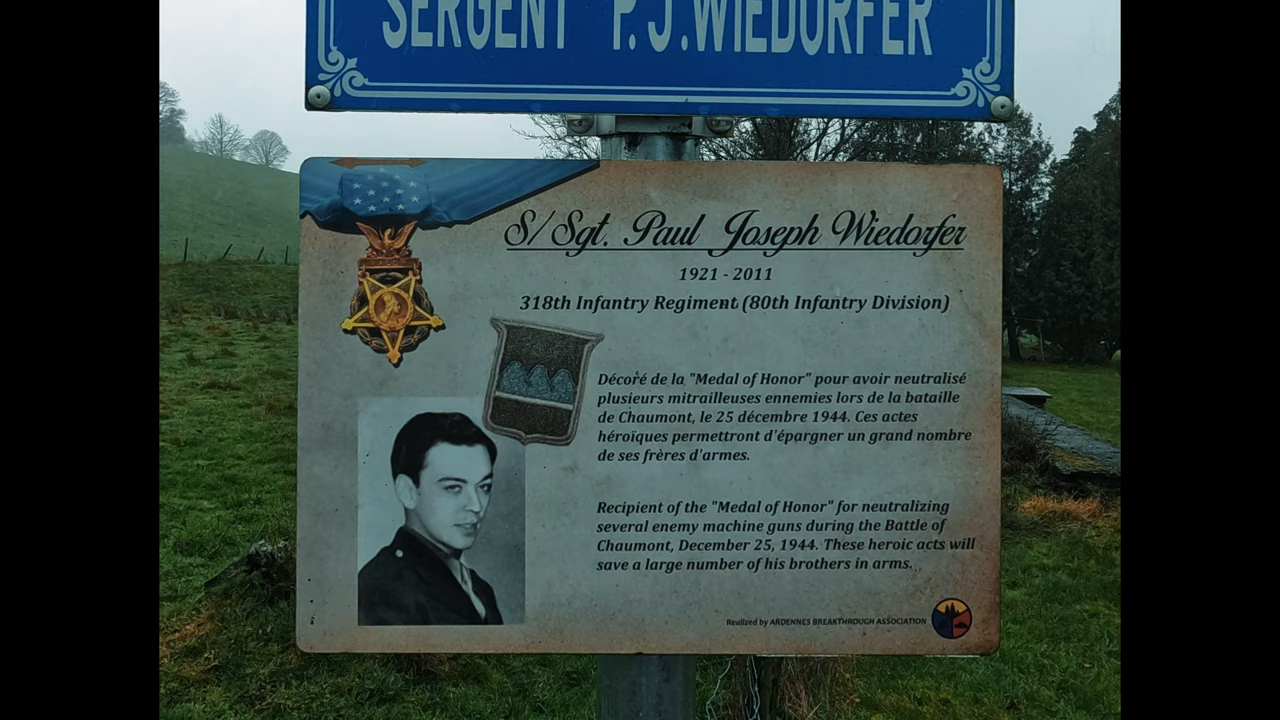 SERGENT P.J.WIEDORFER
S/Sgt. Paul Joseph Wiedorfer
1921 - 2011
318th Infantry Regiment (80th Infantry Division)
Décoré de la "Medal of Honor" pour avoir neutralisé
plusieurs mitrailleuses ennemies lors de la bataille
de Chaumont, le 25 décembre 1944. Ces actes
héroïques permettront d'épargner un grand nombre
de ses frères d'armes.
Recipient of the "Medal of Honor" for neutralizing
several enemy machine guns during the Battle of
Chaumont, December 25, 1944. These heroic acts will
save a large number of his brothers in arms.
Realized by ARDENNES BREAKTHROUGH ASSOCIATION